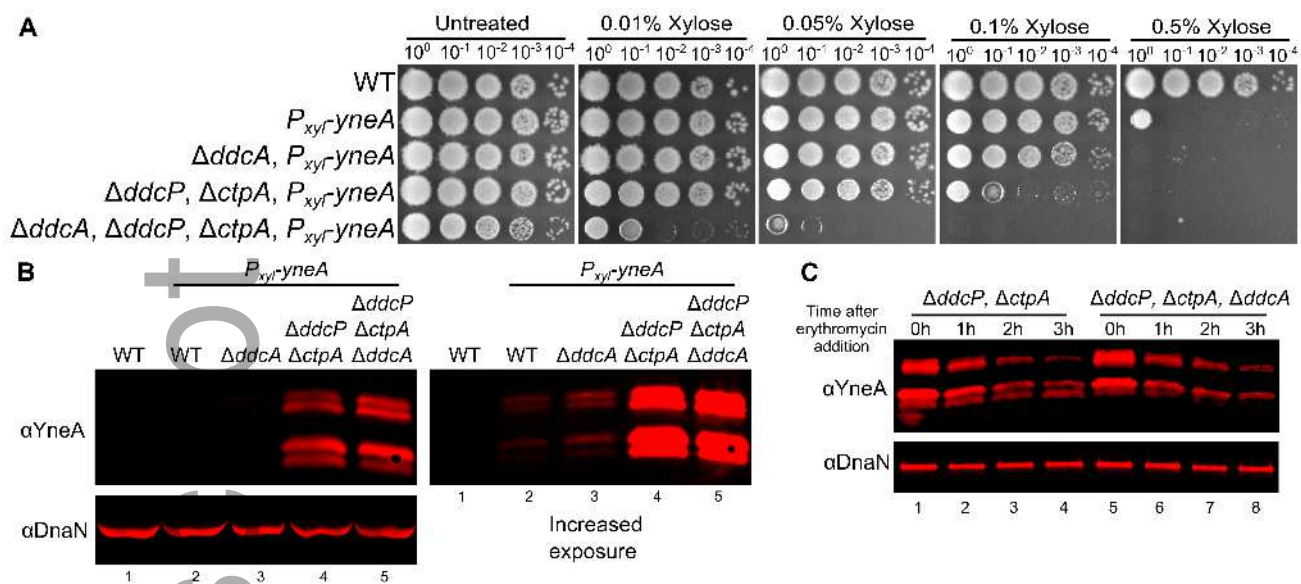 A
Untreated 0.01% Xylose 0.05% Xylose 0.1% Xylose 0.5% Xylose
10⁰ 10⁻¹ 10⁻² 10⁻³ 10⁻⁴ 10⁰ 10⁻¹ 10⁻² 10⁻³ 10⁻⁴ 10⁰ 10⁻¹ 10⁻² 10⁻³ 10⁻⁴ 10⁰ 10⁻¹ 10⁻² 10⁻³ 10⁻⁴ 10⁰ 10⁻¹ 10⁻² 10⁻³ 10⁻⁴
WT
Pxyl-yneA
ΔddcA, Pxyl-yneA
ΔddcP, ΔctpA, Pxyl-yneA
ΔddcA, ΔddcP, ΔctpA, Pxyl-yneA
B
Pxyl-yneA
ΔddcP
ΔddcP ΔctpA
WT WT ΔddcA ΔctpA ΔddcA
αYneA
αDnaN
1 2 3 4 5
Pxyl-yneA
ΔddcP
ΔddcP ΔctpA
WT WT ΔddcA ΔctpA ΔddcA
1 2 3 4 5
Increased
exposure
C
ΔddcP, ΔctpA ΔddcP, ΔctpA, ΔddcA
Time after
erythromycin
addition
0h 1h 2h 3h 0h 1h 2h 3h
αYneA
αDnaN
1 2 3 4 5 6 7 8